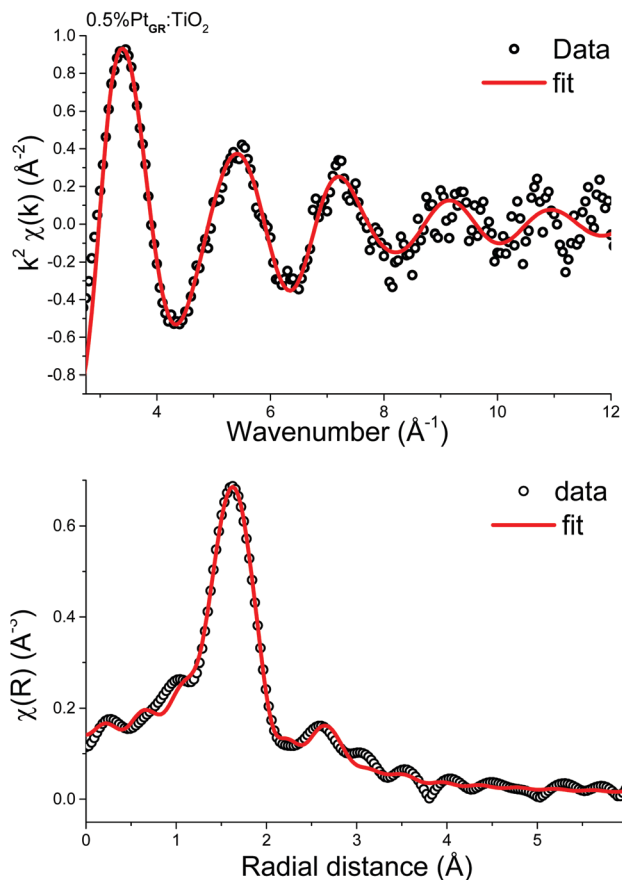 0.5%Pt_GR:TiO₂
1.0
0.8
0.6
0.4
0.2
0.0
-0.2
-0.4
-0.6
-0.8
k² χ(k) (Å⁻²)
Data
fit
4
6
8
10
12
Wavenumber (Å⁻¹)
0.6
0.4
0.2
0.0
χ(R) (A⁻³)
data
fit
0
1
2
3
4
5
Radial distance (Å)